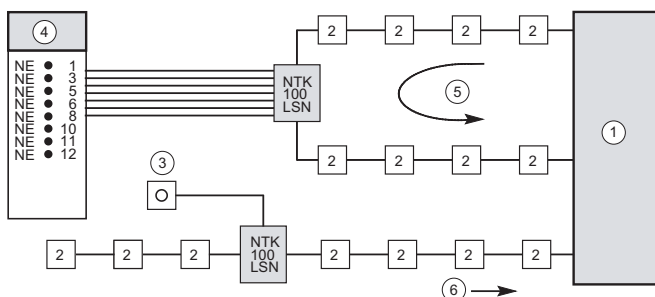 4
NE 1
NE 3
NE 5
NE 6
NE 8
NE 10
NE 11
NE 12
NTK
100
LSN
2 2 2 2
5
2 2 2 2
1
3
NTK
100
LSN
2 2 2
2 2 2 2
6